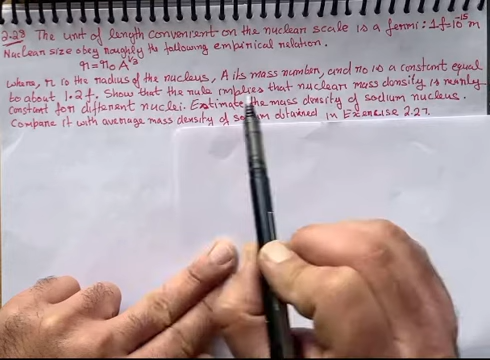 2.28 The unit of length convenient on the nuclear scale is a fermi: 1f=10⁻¹⁵ m
Nuclear size obey roughly the following empirical relation.
r=r₀ A^1/3
where, r is the radius of the nucleus, A its mass number, and r₀ is a constant equal
to about 1.2 f. Show that the rule implies that nuclear mass density is nearly
constant for different nuclei. Estimate the mass density of sodium nucleus.
Compare it with average mass density of obtained in Exercise 2.27.